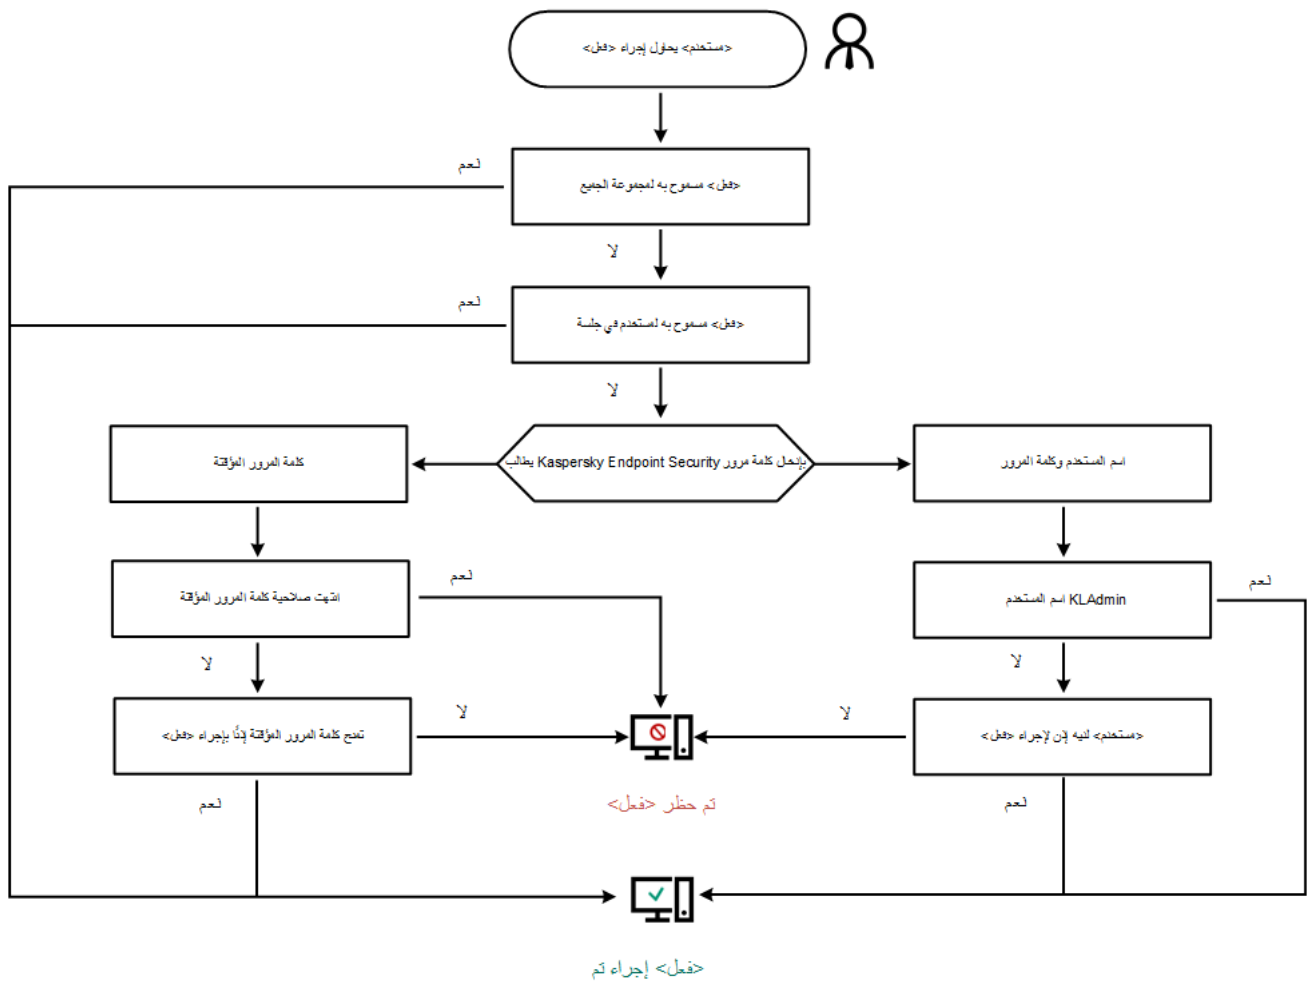 <مستخدم> يحاول إجراء <فعل>
نعم
<فعل> مسموح به لمجموعة الجميع
لا
نعم
<فعل> مسموح به لمستخدم في جلسة
لا
كلمة المرور المؤقتة
بإدخال كلمة مرور Kaspersky Endpoint Security يطالب
اسم المستخدم وكلمة المرور
انتهت صلاحية كلمة المرور المؤقتة
نعم
KLAdmin اسم المستخدم
نعم
لا
لا
تمنح كلمة المرور المؤقتة إذنًا بإجراء <فعل>
لا
لا
<مستخدم> لديه إذن لإجراء <فعل>
نعم
تم حظر <فعل>
نعم
<فعل> إجراء تم